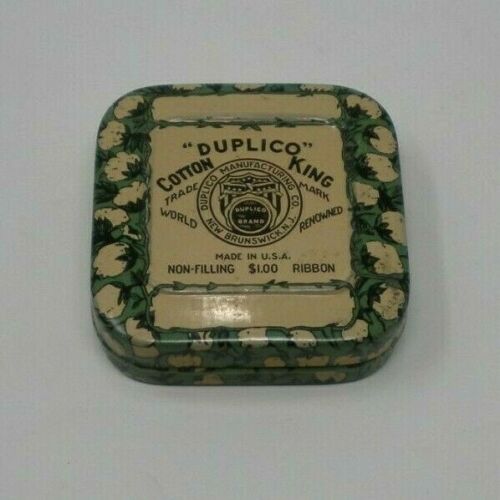 "DUPLICO"
COTTON KING
TRADE MARK
WORLD RENOWNED
DUPLICO MANUFACTURING CO.
NEW BRUNSWICK, N.J.
DUPLICO
BRAND
MADE IN U.S.A.
NON-FILLING $1.00 RIBBON